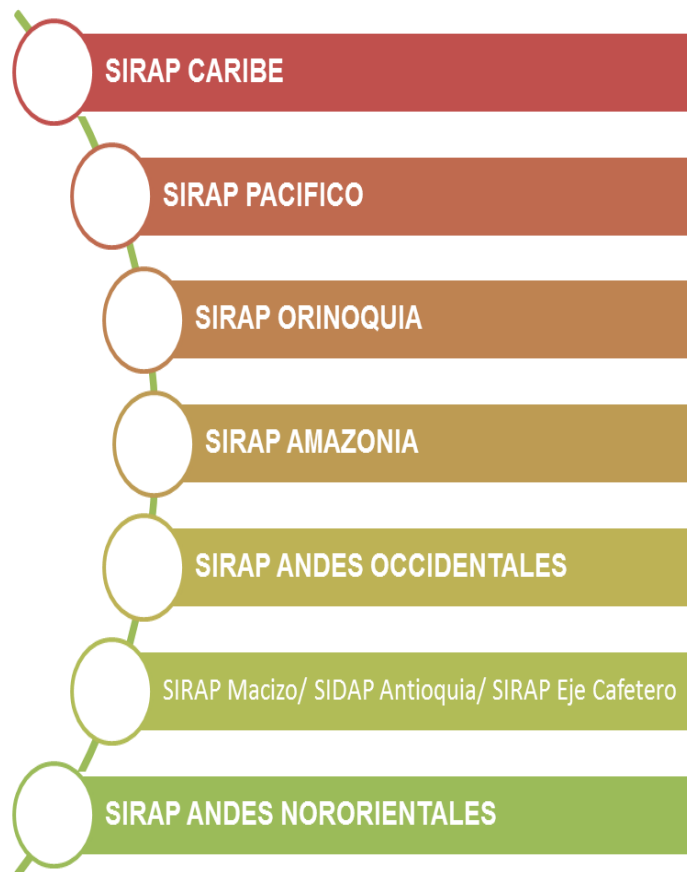 SIRAP CARIBE
SIRAP PACIFICO
SIRAP ORINOQUIA
SIRAP AMAZONIA
SIRAP ANDES OCCIDENTALES
SIRAP Macizo/ SIDAP Antioquia/ SIRAP Eje Cafetero
SIRAP ANDES NORORIENTALES